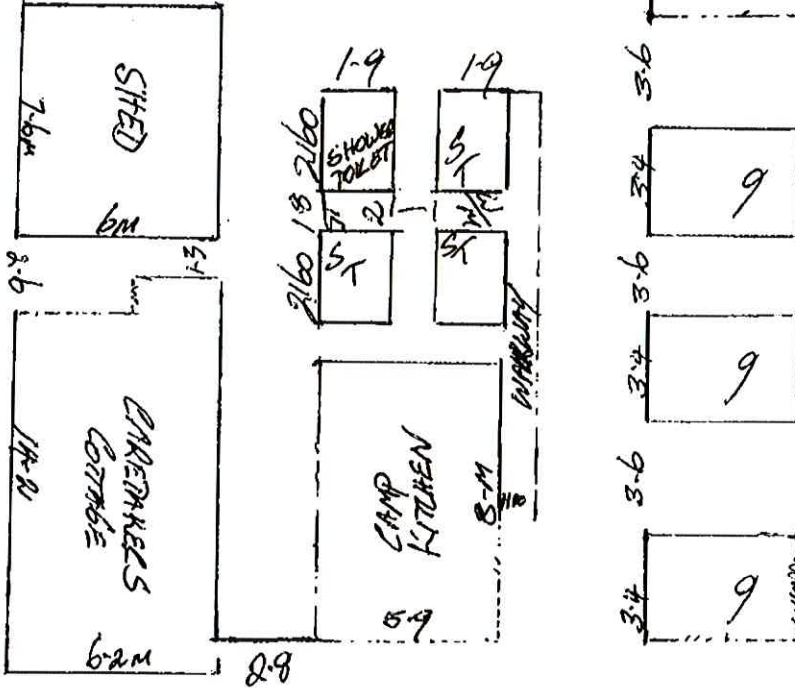 SHED
7-6M
6M
1-3
CARETAKERS
COTTAGE
14-2
6-2M
2.8
1-9
1-9
2160
SHOWER
TOILET
S
T
1-8
2
2160
S
T
S
T
WALKWAY
CAMP
KITCHEN
8-M
5-9
3-6
3-4
9
3-6
3-4
9
3-6
3-4
9